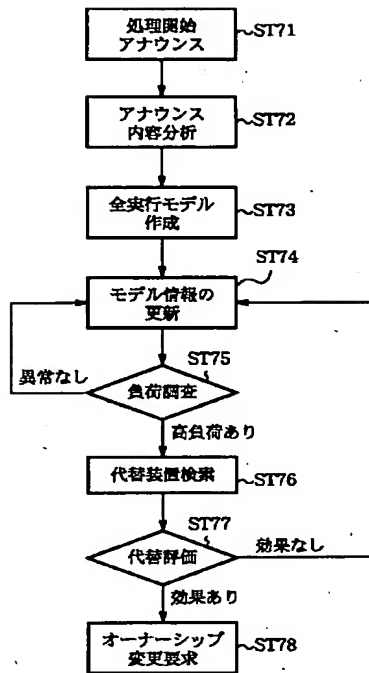 処理開始
アナウンス
ST71
アナウンス
内容分析
ST72
全実行モデル
作成
ST73
ST74
モデル情報の
更新
ST75
異常なし
負荷調査
高負荷あり
代替装置検索
ST76
ST77
代替評価
効果なし
効果あり
オーナーシップ
変更要求
ST78